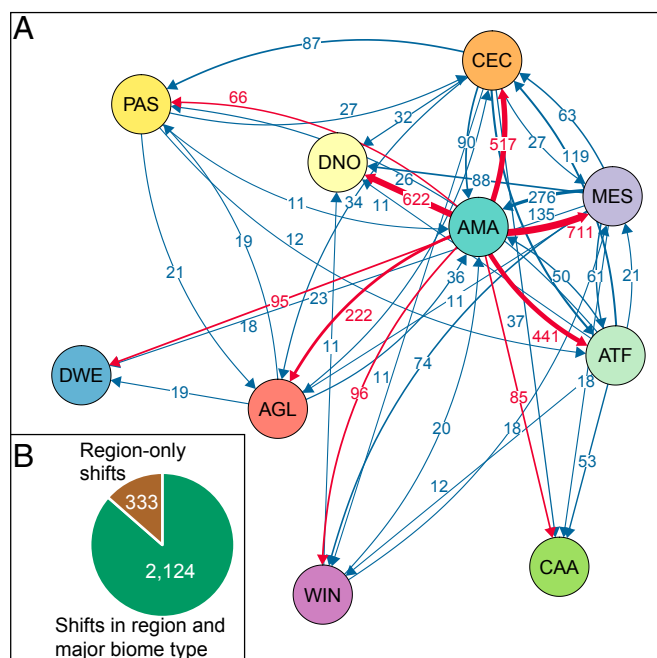 A
87
CEC
PAS
66
63
27
32
90
517
27
119
DNO
26
88
MES
34
622
276
11
11
135
AMA
711
19
12
21
36
50
61
21
95
23
11
18
222
37
441
ATF
11
74
DWE
85
19
96
11
18
AGL
20
18
53
12
B
Region-only
shifts
333
2,124
WIN
CAA
Shifts in region and
major biome type